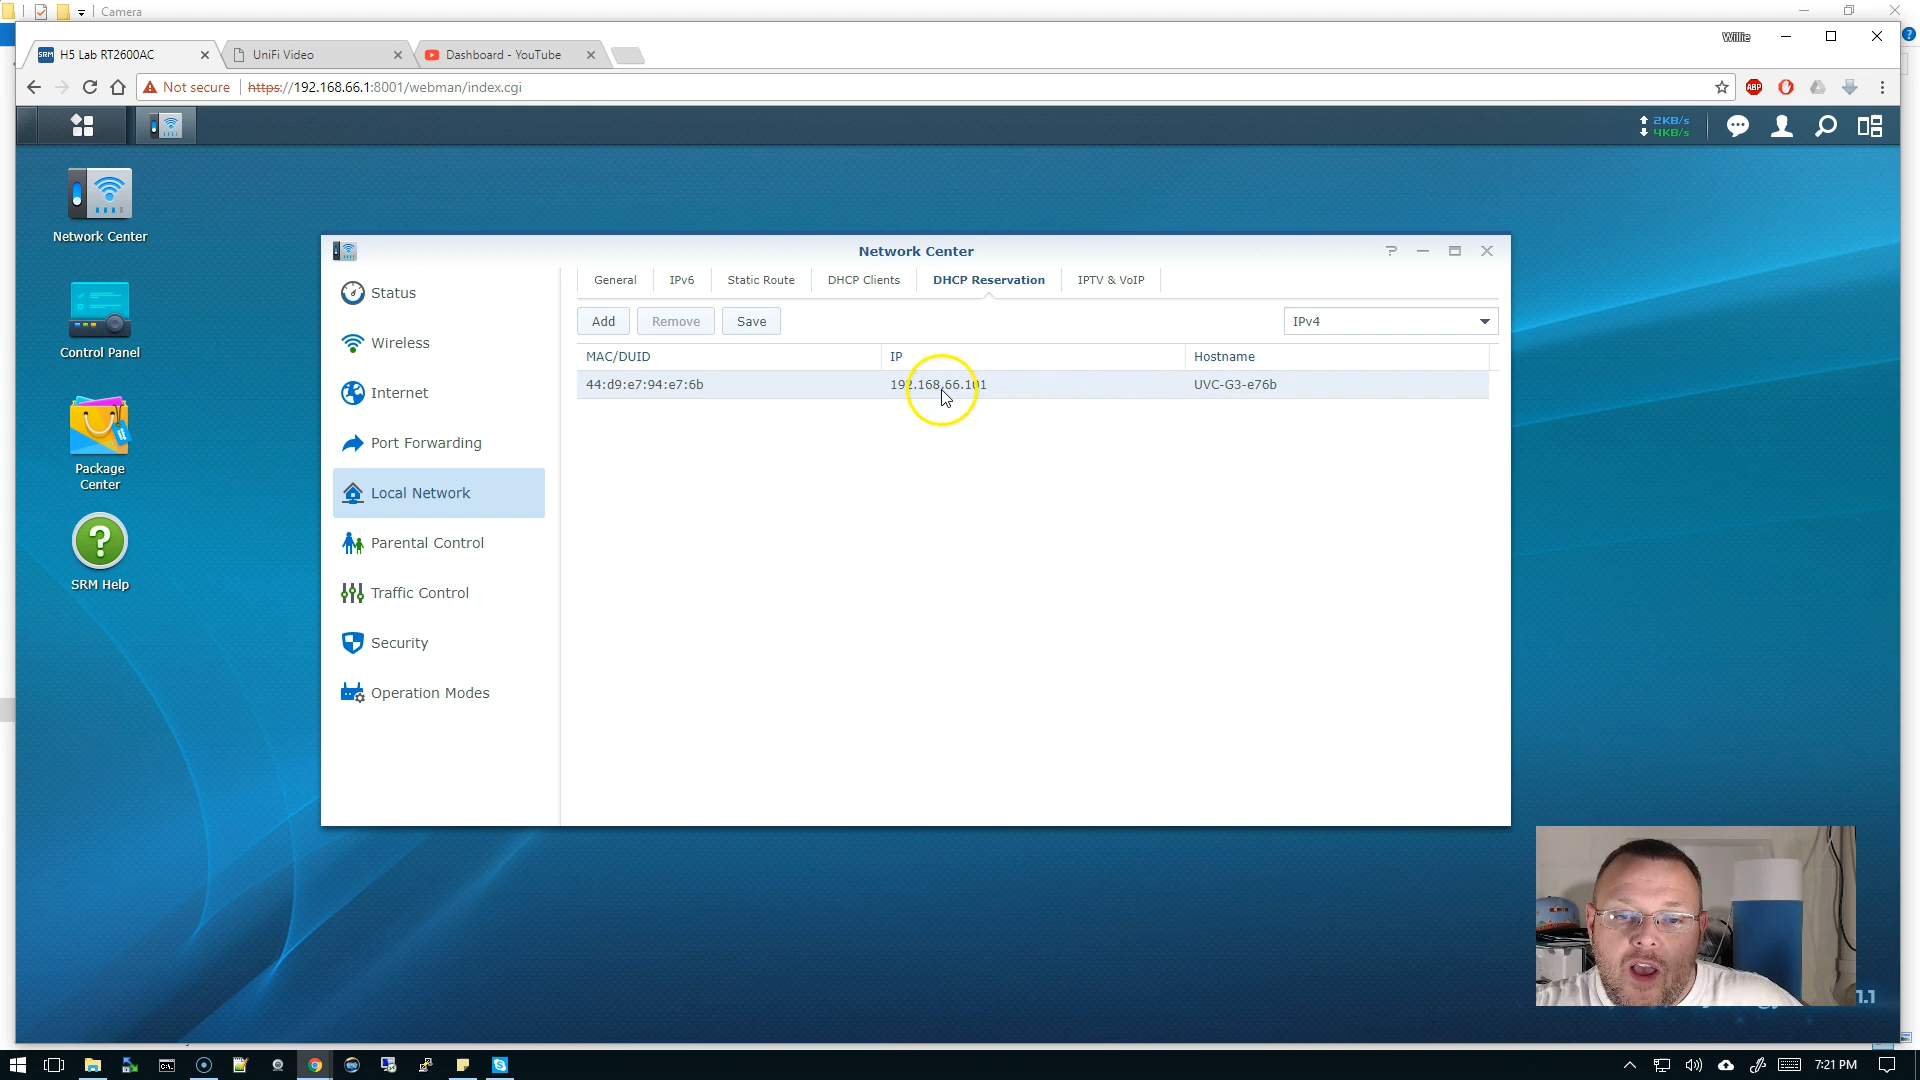 Camera
SRM H5 Lab RT2600AC
UniFi Video
Dashboard - YouTube
Willie
Not secure https://192.168.66.1:8001/webman/index.cgi
ABP
2KB/s
4KB/s
Network Center
Control Panel
Package
Center
SRM Help
Network Center
Status
Wireless
Internet
Port Forwarding
Local Network
Parental Control
Traffic Control
Security
Operation Modes
General IPv6 Static Route DHCP Clients DHCP Reservation IPTV & VoIP
Add Remove Save IPv4
MAC/DUID IP Hostname
44:d9:e7:94:e7:6b 192.168.66.101 UVC-G3-e76b
1.1
7:21 PM